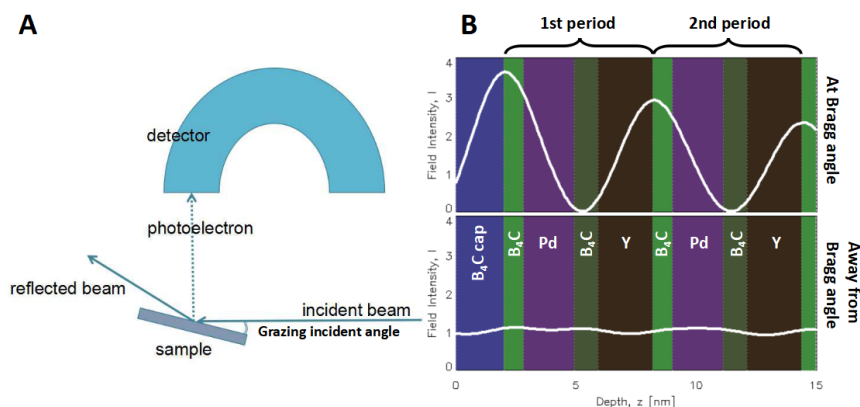 A
detector
photoelectron
reflected beam
incident beam
Grazing incident angle
sample
B
1st period
2nd period
4
3
2
1
0
Field Intensity, I
At Bragg angle
4
3
2
1
0
Field Intensity, I
B₄C cap
B₄C
Pd
B₄C
Y
B₄C
Pd
B₄C
Y
Away from
Bragg angle
0
5
10
15
Depth, z [nm]